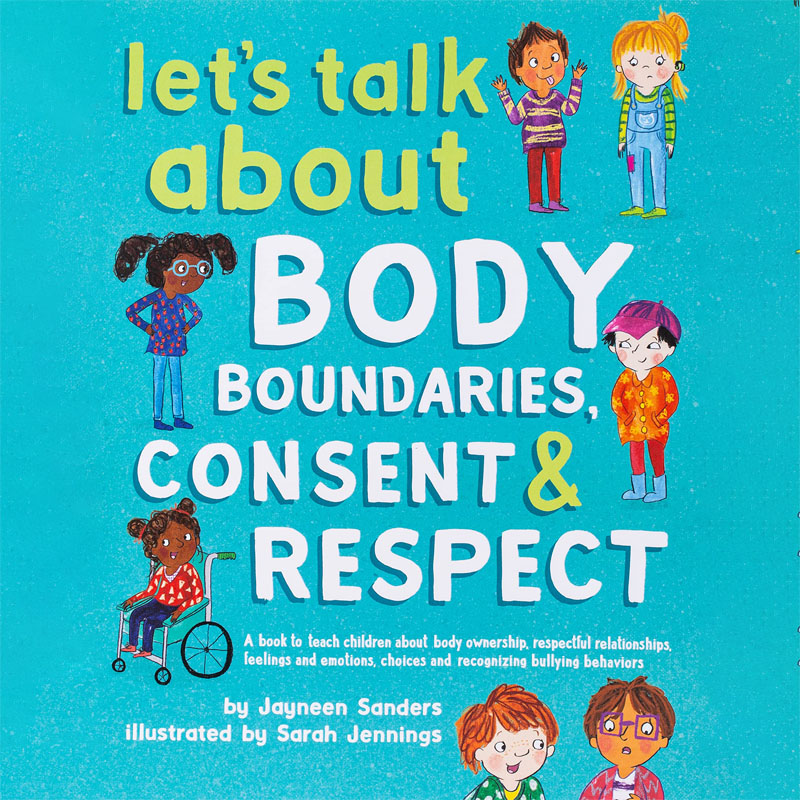 let's talk
about
BODY
BOUNDARIES,
CONSENT &
RESPECT
A book to teach children about body ownership, respectful relationships,
feelings and emotions, choices and recognizing bullying behaviors
by Jayneen Sanders
illustrated by Sarah Jennings